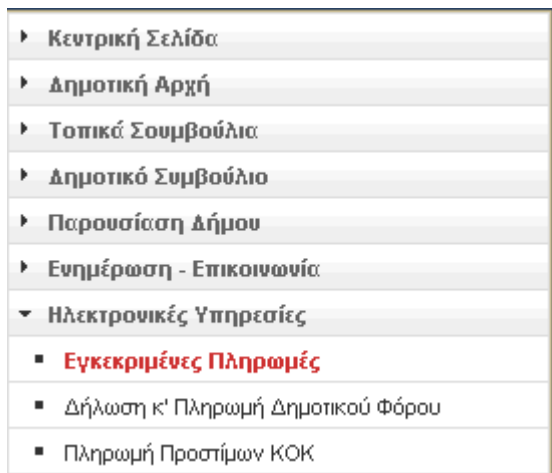 Κεντρική Σελίδα
Δημοτική Αρχή
Τοπικά Σουμβούλια
Δημοτικό Συμβούλιο
Παρουσίαση Δήμου
Ενημέρωση - Επικοινωνία
Ηλεκτρονικές Υπηρεσίες
Εγκεκριμένες Πληρωμές
Δήλωση κ' Πληρωμή Δημοτικού Φόρου
Πληρωμή Προστίμων ΚΟΚ